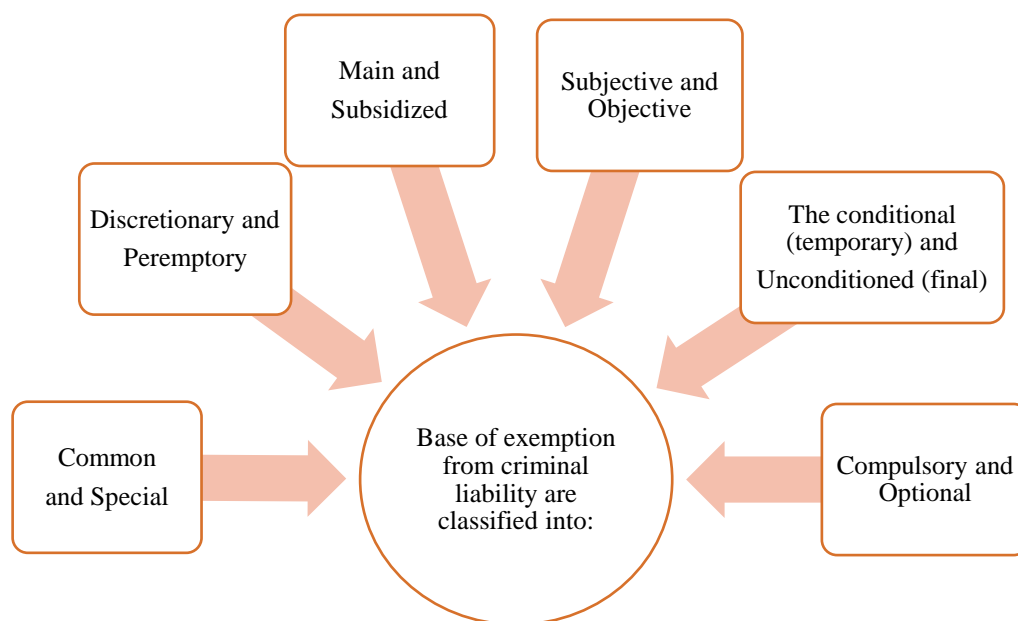 Main and
Subsidized
Subjective and
Objective
Discretionary and
Peremptory
The conditional
(temporary) and
Unconditioned (final)
Common
and Special
Base of exemption
from criminal
liability are
classified into:
Compulsory and
Optional